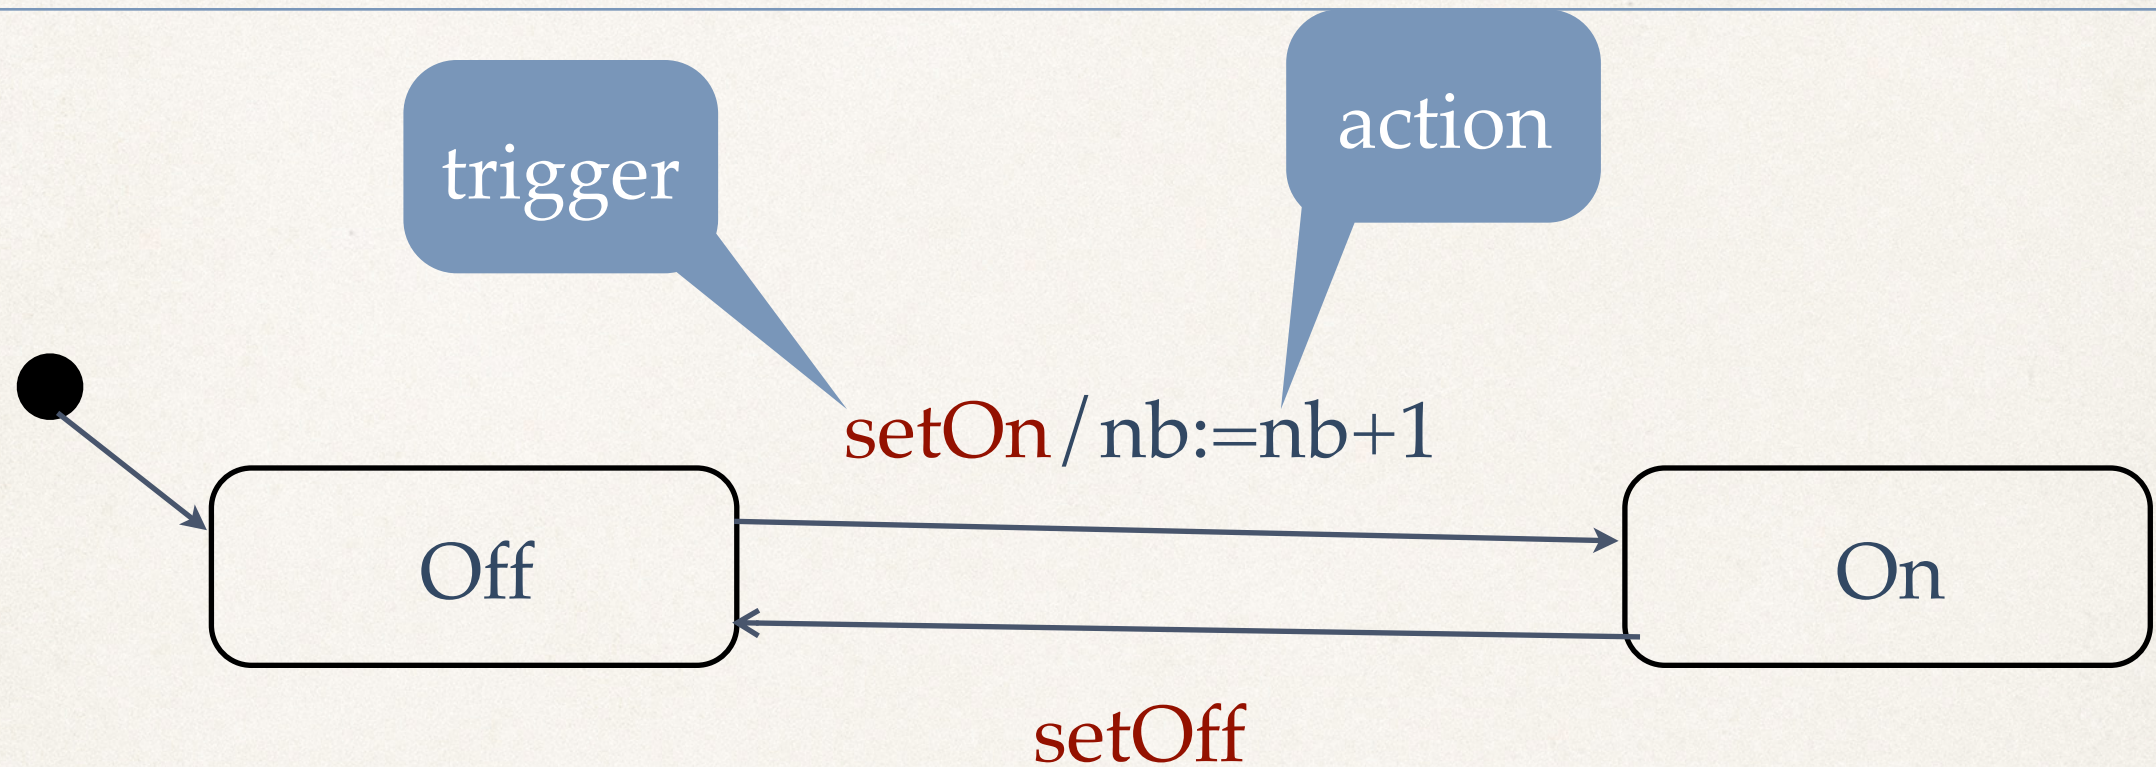 action
trigger
setOn/nb:=nb+1
Off
On
setOff